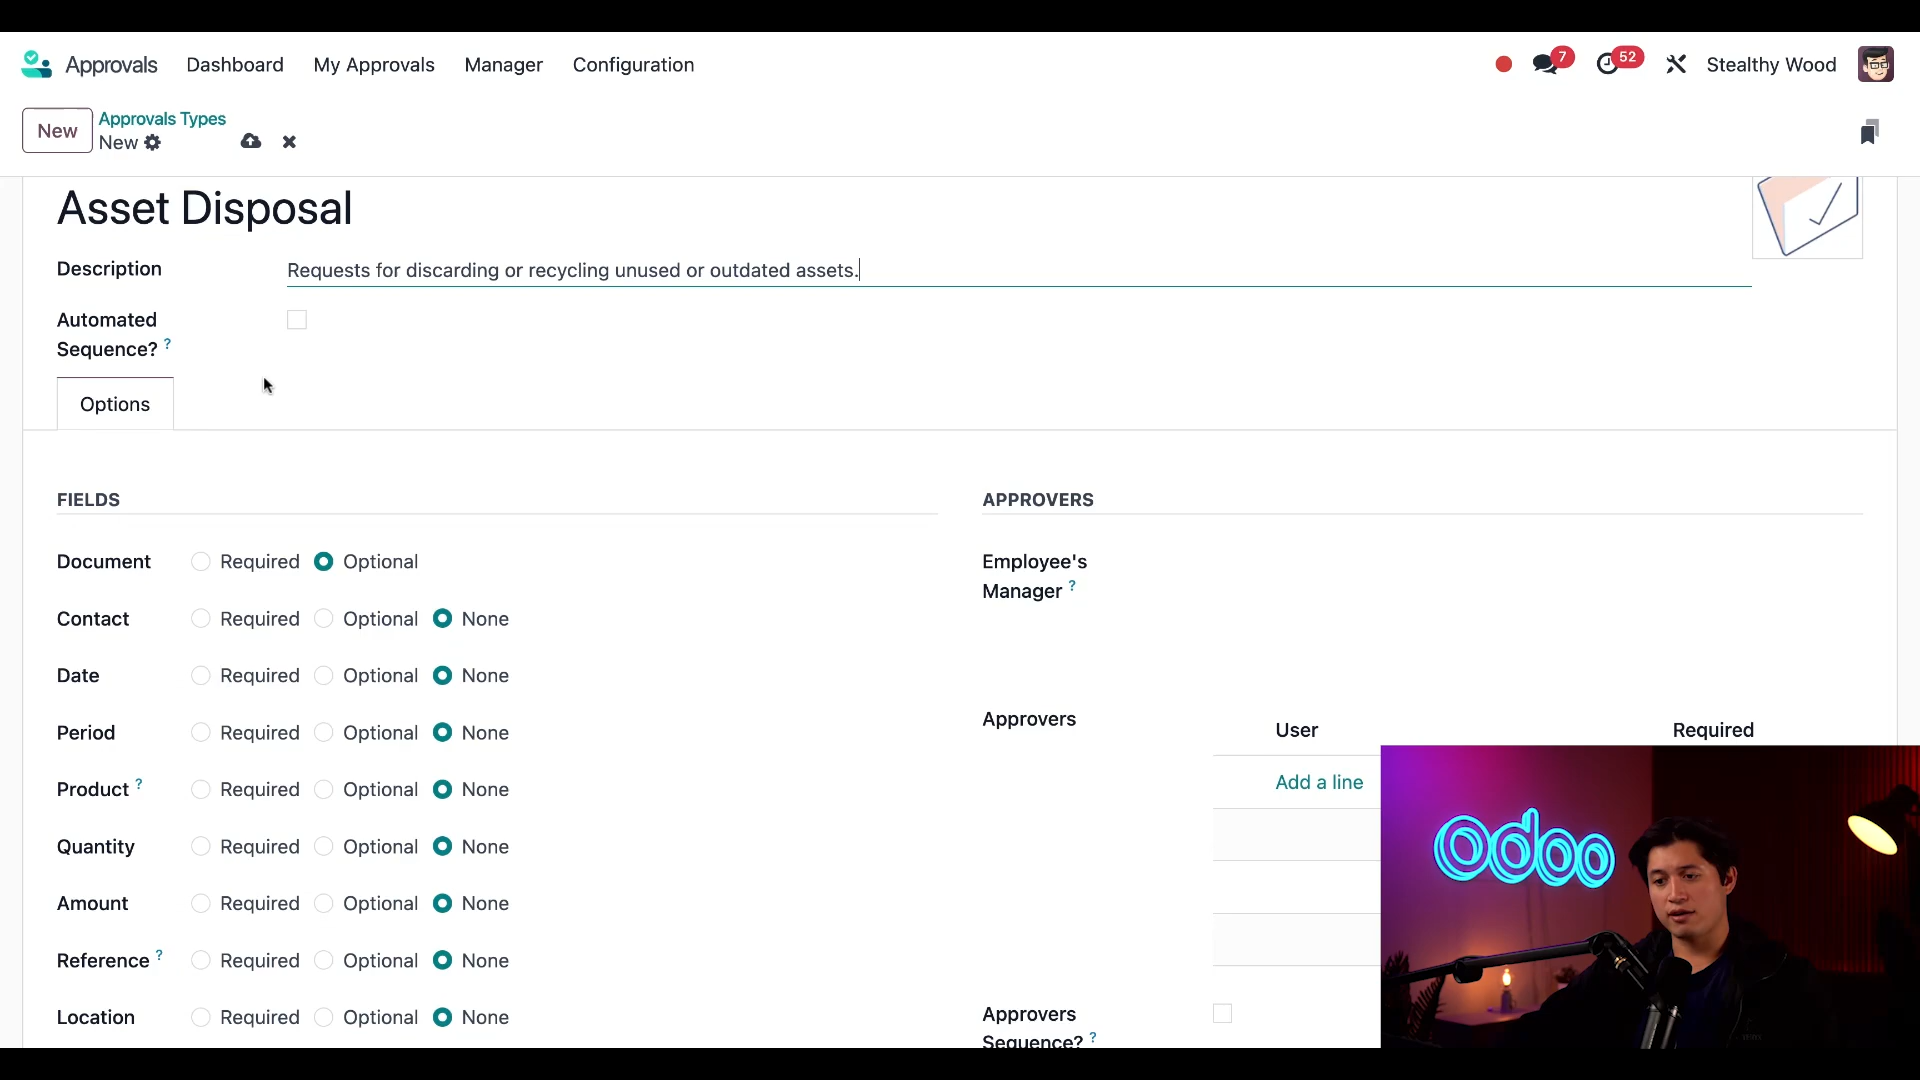 Approvals Dashboard My Approvals Manager Configuration 7 52 Stealthy Wood
New Approvals Types
New
Asset Disposal
Description Requests for discarding or recycling unused or outdated assets.
Automated
Sequence? ?
Options
FIELDS APPROVERS
Document Required Optional Employee's
Manager ?
Contact Required Optional None
Date Required Optional None
Period Required Optional None
Approvers User Required
Product ? Required Optional None
Add a line
Quantity Required Optional None
Amount Required Optional None
Reference ? Required Optional None
Location Required Optional None
Approvers
Sequence? ?
odoo